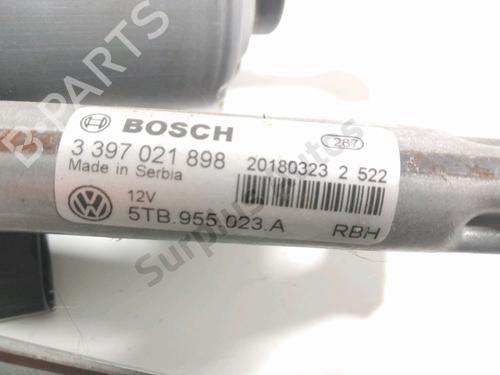 B-PARTS
BOSCH
287
3 397 021 898
20180323 2 522
Made in Serbia
12V
5TB.955.023.A
RBH
Surplus Autos